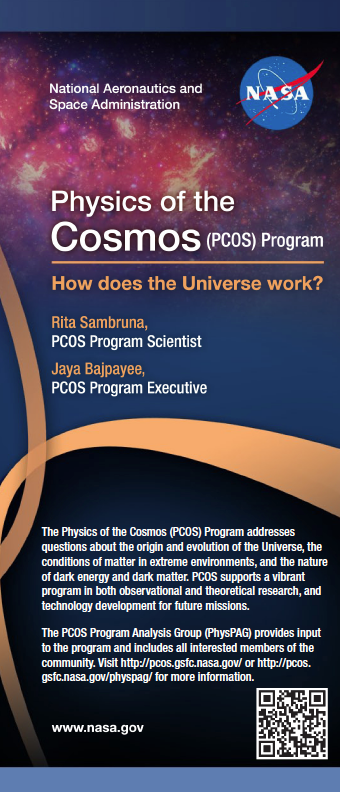 National Aeronautics and
Space Administration
NASA
Physics of the
Cosmos (PCOS) Program
How does the Universe work?
Rita Sambruna,
PCOS Program Scientist
Jaya Bajpayee,
PCOS Program Executive
The Physics of the Cosmos (PCOS) Program addresses
questions about the origin and evolution of the Universe, the
conditions of matter in extreme environments, and the nature
of dark energy and dark matter. PCOS supports a vibrant
program in both observational and theoretical research, and
technology development for future missions.
The PCOS Program Analysis Group (PhysPAG) provides input
to the program and includes all interested members of the
community. Visit http://pcos.gsfc.nasa.gov/ or http://pcos.
gsfc.nasa.gov/physpag/ for more information.
www.nasa.gov